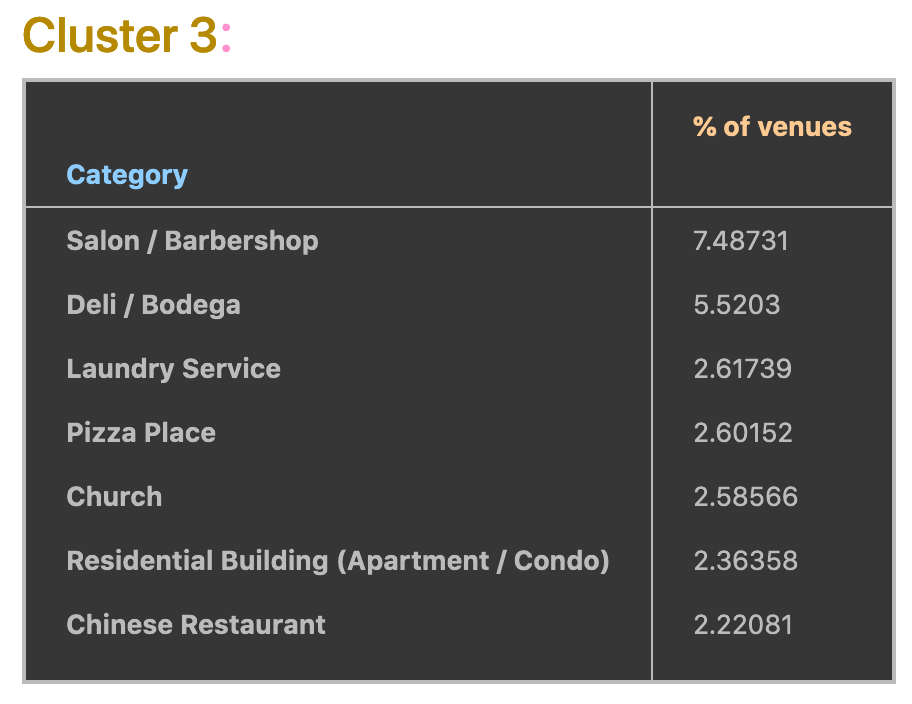 Cluster 3:
% of venues
Category
Salon / Barbershop 7.48731
Deli / Bodega 5.5203
Laundry Service 2.61739
Pizza Place 2.60152
Church 2.58566
Residential Building (Apartment / Condo) 2.36358
Chinese Restaurant 2.22081